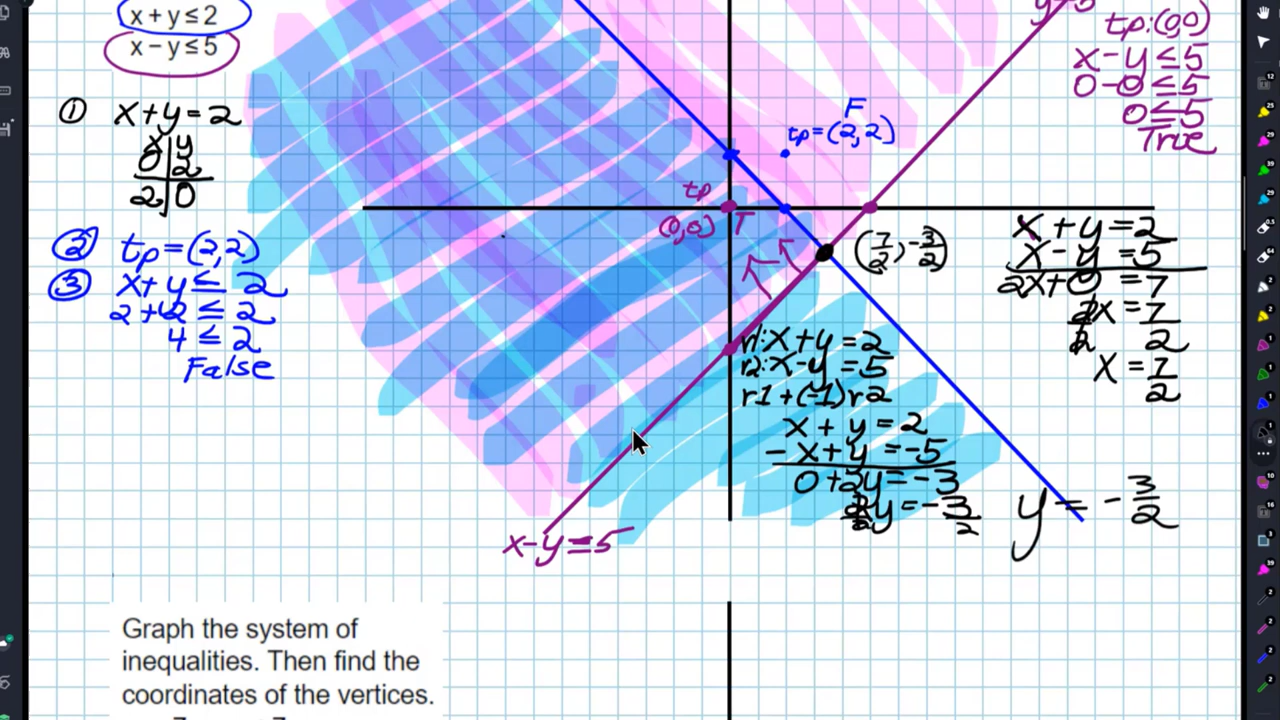 x + y ≤ 2
x − y ≤ 5
① x+y=2
x y
0 2
2 0
② tp=(2,2)
③ x+y ≤ 2
2+2 ≤ 2
4 ≤ 2
False
F
tp=(2,2)
tp
(0,0) T
(7/2, -3/2)
tp:(0,0)
x-y ≤5
0-0 ≤5
0≤5
True
x+y=2
x-y=5
2x+0=7
2x=7
2 2
x=7/2
r1:x+y=2
r2:x-y=5
r1+(-1)r2
x+y=2
-x+y=-5
0+2y=-3
2y=-3
2 2
y=-3/2
x-y=5
Graph the system of
inequalities. Then find the
coordinates of the vertices.